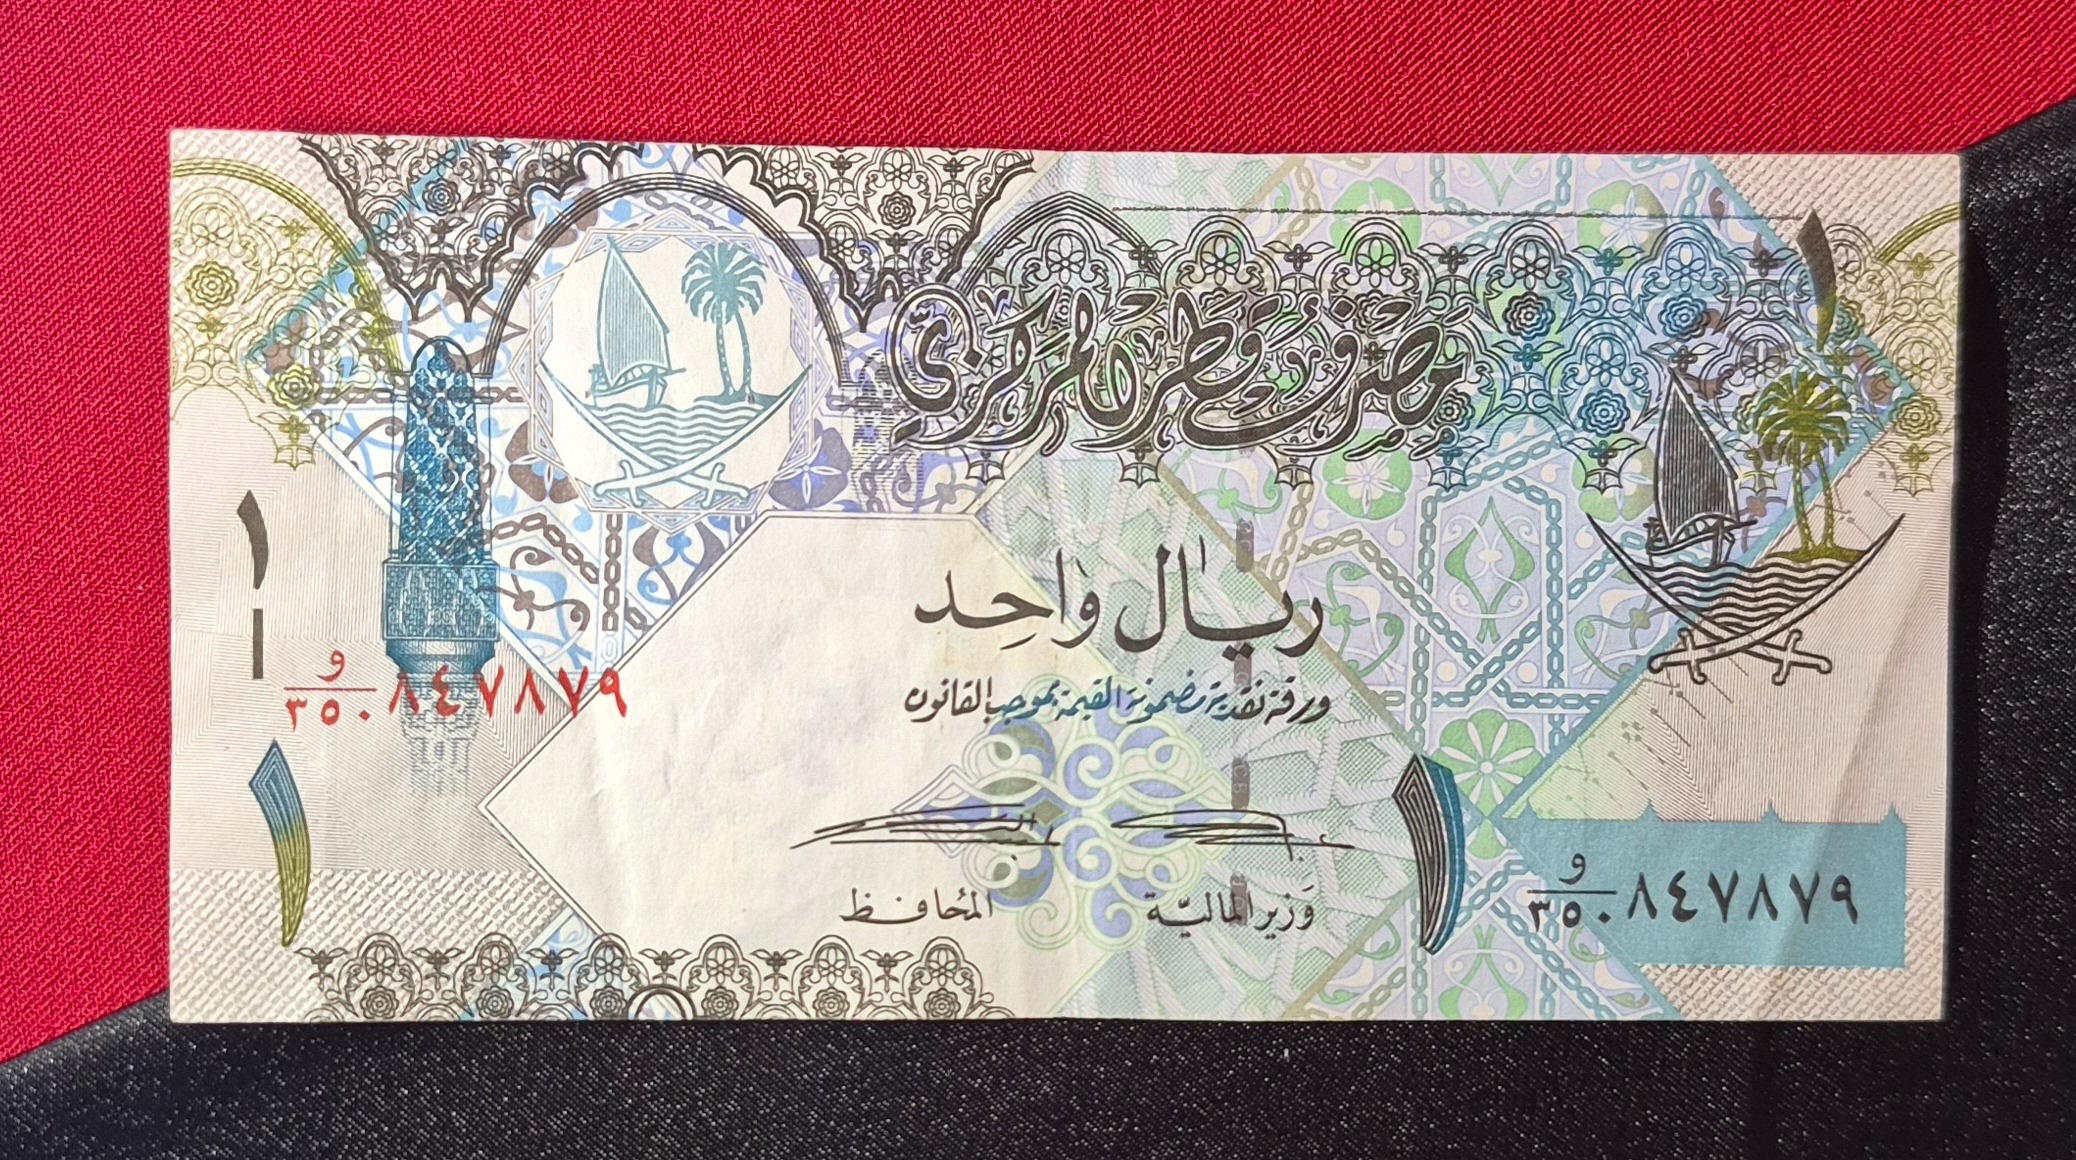 مصرف قطر المركزي
١
١
ريال واحد
ورقة نقدية مضمونة القيمة بموجب القانون
و
٣٥٠ ٨٤٧٨٧٩
١
١
وزير المالية
المحافظ
و
٣٥٠ ٨٤٧٨٧٩